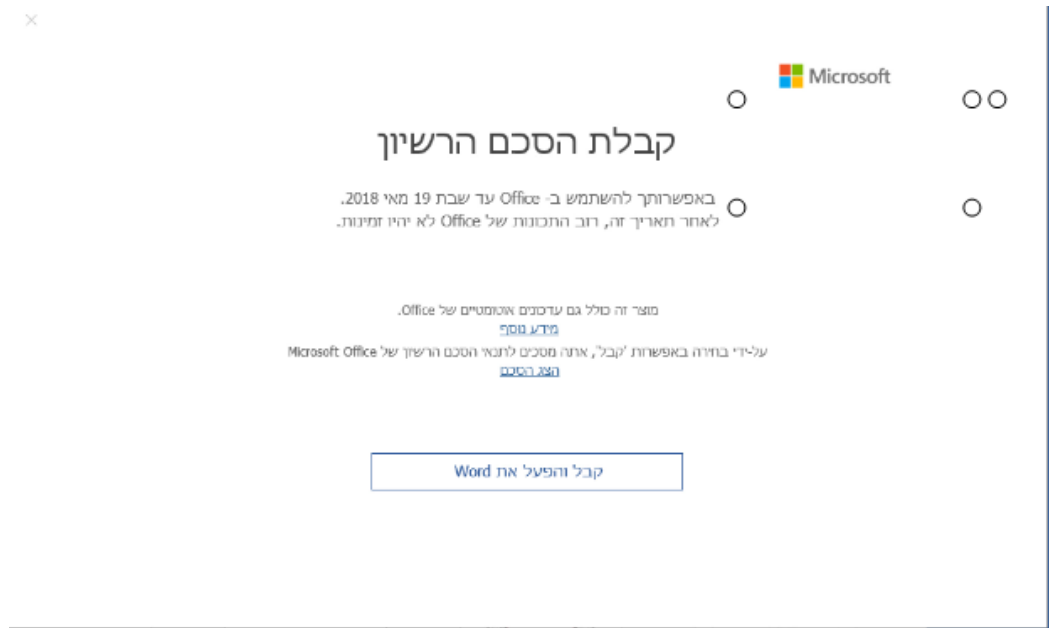 Microsoft
קבלת הסכם הרשיון
באפשרותך להשתמש ב- Office עד שבת 19 מאי 2018.
לאחר תאריך זה, רוב התכונות של Office לא יהיו זמינות.
מוצר זה כולל גם עדכונים אוטומטיים של Office.
מידע נוסף
על-ידי בחירה באפשרות 'קבל', אתה מסכים לתנאי הסכם הרשיון של Microsoft Office
הצג הסכם
קבל והפעל את Word